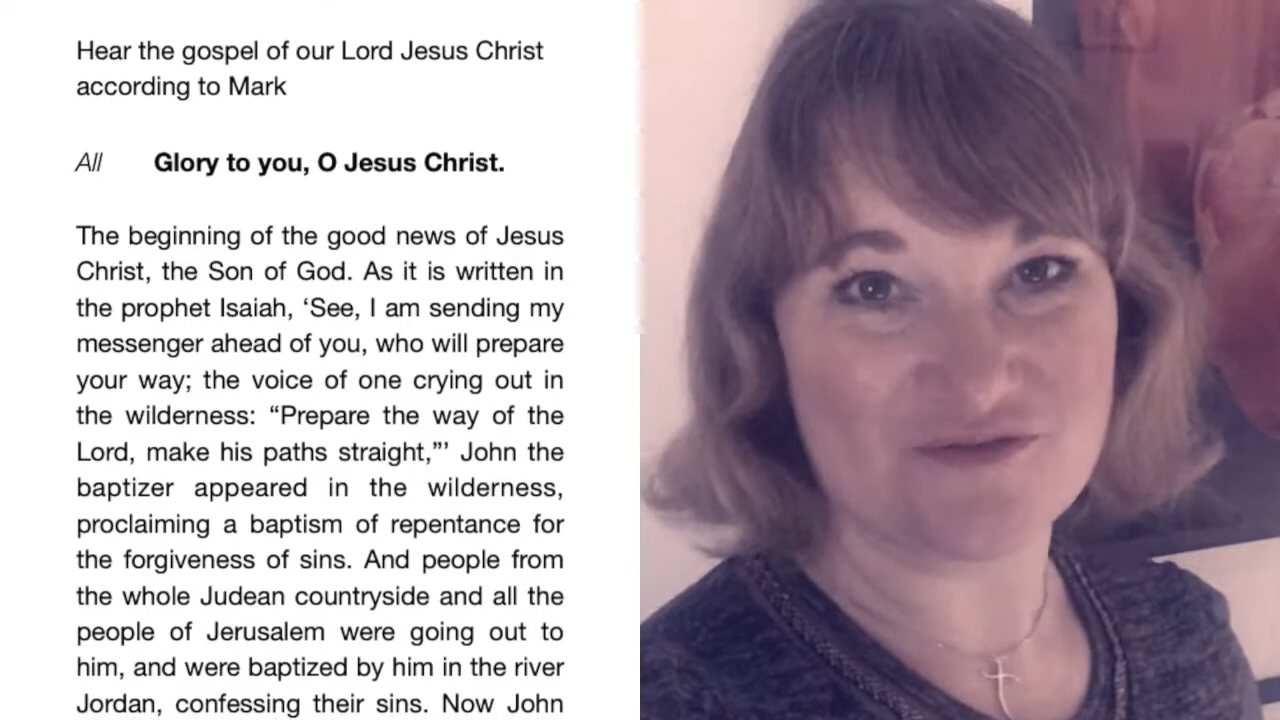 Hear the gospel of our Lord Jesus Christ
according to Mark
All Glory to you, O Jesus Christ.
The beginning of the good news of Jesus
Christ, the Son of God. As it is written in
the prophet Isaiah, ‘See, I am sending my
messenger ahead of you, who will prepare
your way; the voice of one crying out in
the wilderness: “Prepare the way of the
Lord, make his paths straight,”’ John the
baptizer appeared in the wilderness,
proclaiming a baptism of repentance for
the forgiveness of sins. And people from
the whole Judean countryside and all the
people of Jerusalem were going out to
him, and were baptized by him in the river
Jordan, confessing their sins. Now John